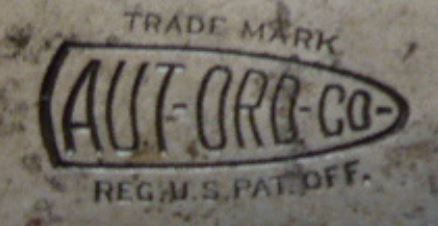 TRADE MARK
AUT-ORD-CO-
REG. U.S. PAT. OFF.